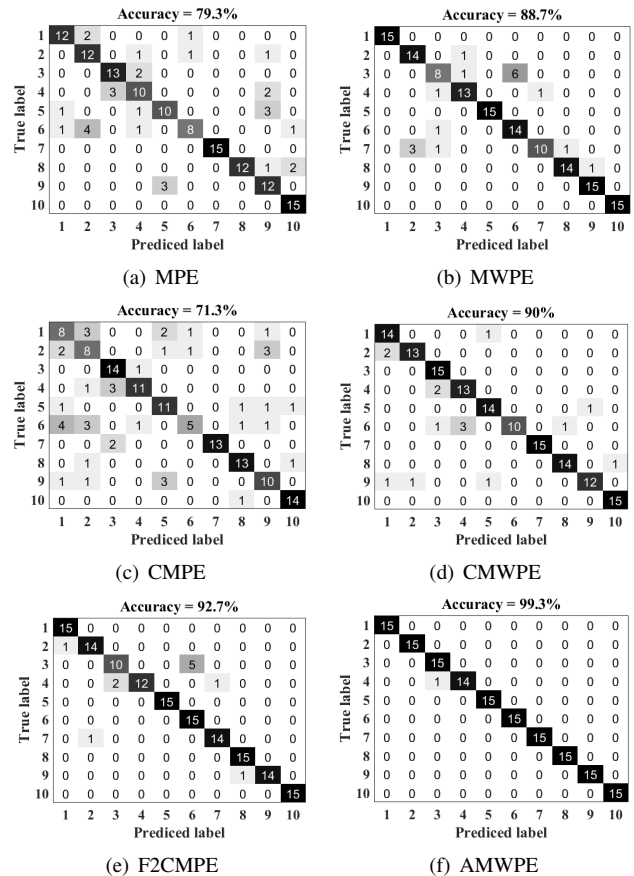 Accuracy = 79.3%
True label
1 12 2 0 0 0 1 0 0 0 0
2 0 12 0 1 0 1 0 0 1 0
3 0 0 13 2 0 0 0 0 0 0
4 0 0 3 10 0 0 0 0 2 0
5 1 0 0 1 10 0 0 0 3 0
6 1 4 0 1 0 8 0 0 0 1
7 0 0 0 0 0 0 15 0 0 0
8 0 0 0 0 0 0 0 12 1 2
9 0 0 0 0 3 0 0 0 12 0
10 0 0 0 0 0 0 0 0 0 15
1 2 3 4 5 6 7 8 9 10
Prediced label
(a) MPE
Accuracy = 88.7%
True label
1 15 0 0 0 0 0 0 0 0 0
2 0 14 0 1 0 0 0 0 0 0
3 0 0 8 1 0 6 0 0 0 0
4 0 0 1 13 0 0 1 0 0 0
5 0 0 0 0 15 0 0 0 0 0
6 0 0 1 0 0 14 0 0 0 0
7 0 3 1 0 0 0 10 1 0 0
8 0 0 0 0 0 0 0 14 1 0
9 0 0 0 0 0 0 0 0 15 0
10 0 0 0 0 0 0 0 0 0 15
1 2 3 4 5 6 7 8 9 10
Prediced label
(b) MWPE
Accuracy = 71.3%
True label
1 8 3 0 0 2 1 0 0 1 0
2 2 8 0 0 1 1 0 0 3 0
3 0 0 14 1 0 0 0 0 0 0
4 0 1 3 11 0 0 0 0 0 0
5 1 0 0 0 11 0 0 1 1 1
6 4 3 0 1 0 5 0 1 1 0
7 0 0 2 0 0 0 13 0 0 0
8 0 1 0 0 0 0 0 13 0 1
9 1 1 0 0 3 0 0 0 10 0
10 0 0 0 0 0 0 0 1 0 14
1 2 3 4 5 6 7 8 9 10
Prediced label
(c) CMPE
Accuracy = 90%
True label
1 14 0 0 0 1 0 0 0 0 0
2 2 13 0 0 0 0 0 0 0 0
3 0 0 15 0 0 0 0 0 0 0
4 0 0 2 13 0 0 0 0 0 0
5 0 0 0 0 14 0 0 0 1 0
6 0 0 1 3 0 10 0 1 0 0
7 0 0 0 0 0 0 15 0 0 0
8 0 0 0 0 0 0 0 14 0 1
9 1 1 0 0 1 0 0 0 12 0
10 0 0 0 0 0 0 0 0 0 15
1 2 3 4 5 6 7 8 9 10
Prediced label
(d) CMWPE
Accuracy = 92.7%
True label
1 15 0 0 0 0 0 0 0 0 0
2 1 14 0 0 0 0 0 0 0 0
3 0 0 10 0 0 5 0 0 0 0
4 0 0 2 12 0 0 1 0 0 0
5 0 0 0 0 15 0 0 0 0 0
6 0 0 0 0 0 15 0 0 0 0
7 0 1 0 0 0 0 14 0 0 0
8 0 0 0 0 0 0 0 15 0 0
9 0 0 0 0 0 0 0 1 14 0
10 0 0 0 0 0 0 0 0 0 15
1 2 3 4 5 6 7 8 9 10
Prediced label
(e) F2CMPE
Accuracy = 99.3%
True label
1 15 0 0 0 0 0 0 0 0 0
2 0 15 0 0 0 0 0 0 0 0
3 0 0 15 0 0 0 0 0 0 0
4 0 0 1 14 0 0 0 0 0 0
5 0 0 0 0 15 0 0 0 0 0
6 0 0 0 0 0 15 0 0 0 0
7 0 0 0 0 0 0 15 0 0 0
8 0 0 0 0 0 0 0 15 0 0
9 0 0 0 0 0 0 0 0 15 0
10 0 0 0 0 0 0 0 0 0 15
1 2 3 4 5 6 7 8 9 10
Prediced label
(f) AMWPE